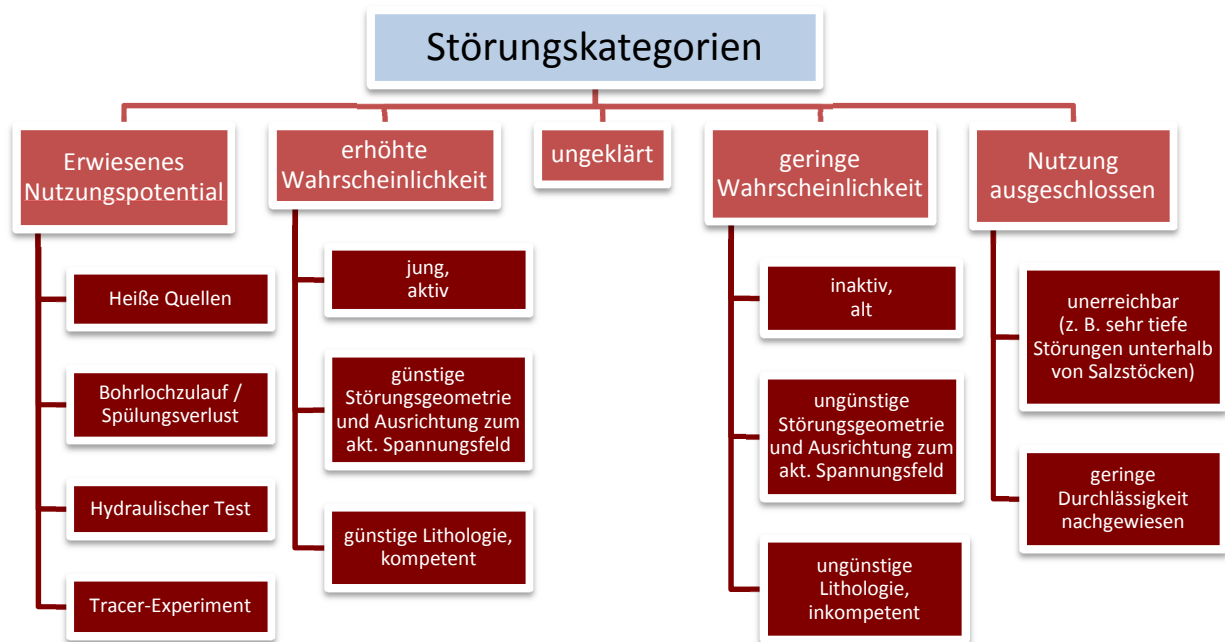 Störungskategorien
Erwiesenes
Nutzungspotential
Heiße Quellen
Bohrlochzulauf /
Spülungsverlust
Hydraulischer Test
Tracer-Experiment
erhöhte
Wahrscheinlichkeit
jung,
aktiv
günstige
Störungsgeometrie
und Ausrichtung zum
akt. Spannungsfeld
günstige Lithologie,
kompetent
ungeklärt
geringe
Wahrscheinlichkeit
inaktiv,
alt
ungünstige
Störungsgeometrie
und Ausrichtung zum
akt. Spannungsfeld
ungünstige
Lithologie,
inkompetent
Nutzung
ausgeschlossen
unerreichbar
(z. B. sehr tiefe
Störungen unterhalb
von Salzstöcken)
geringe
Durchlässigkeit
nachgewiesen